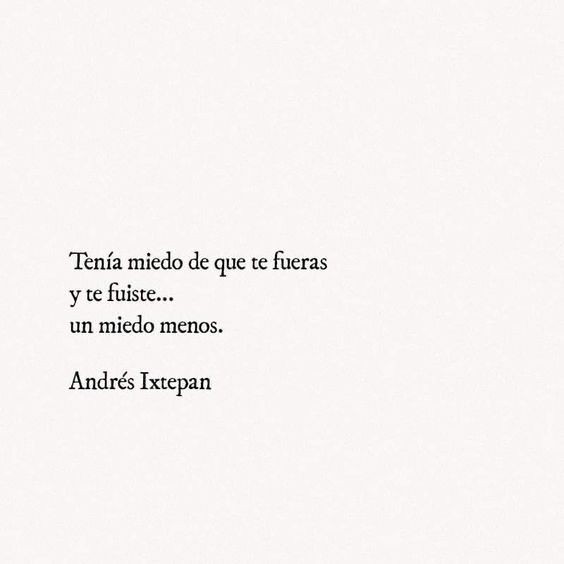 Tenía miedo de que te fueras
y te fuiste...
un miedo menos.
Andrés Ixtepan